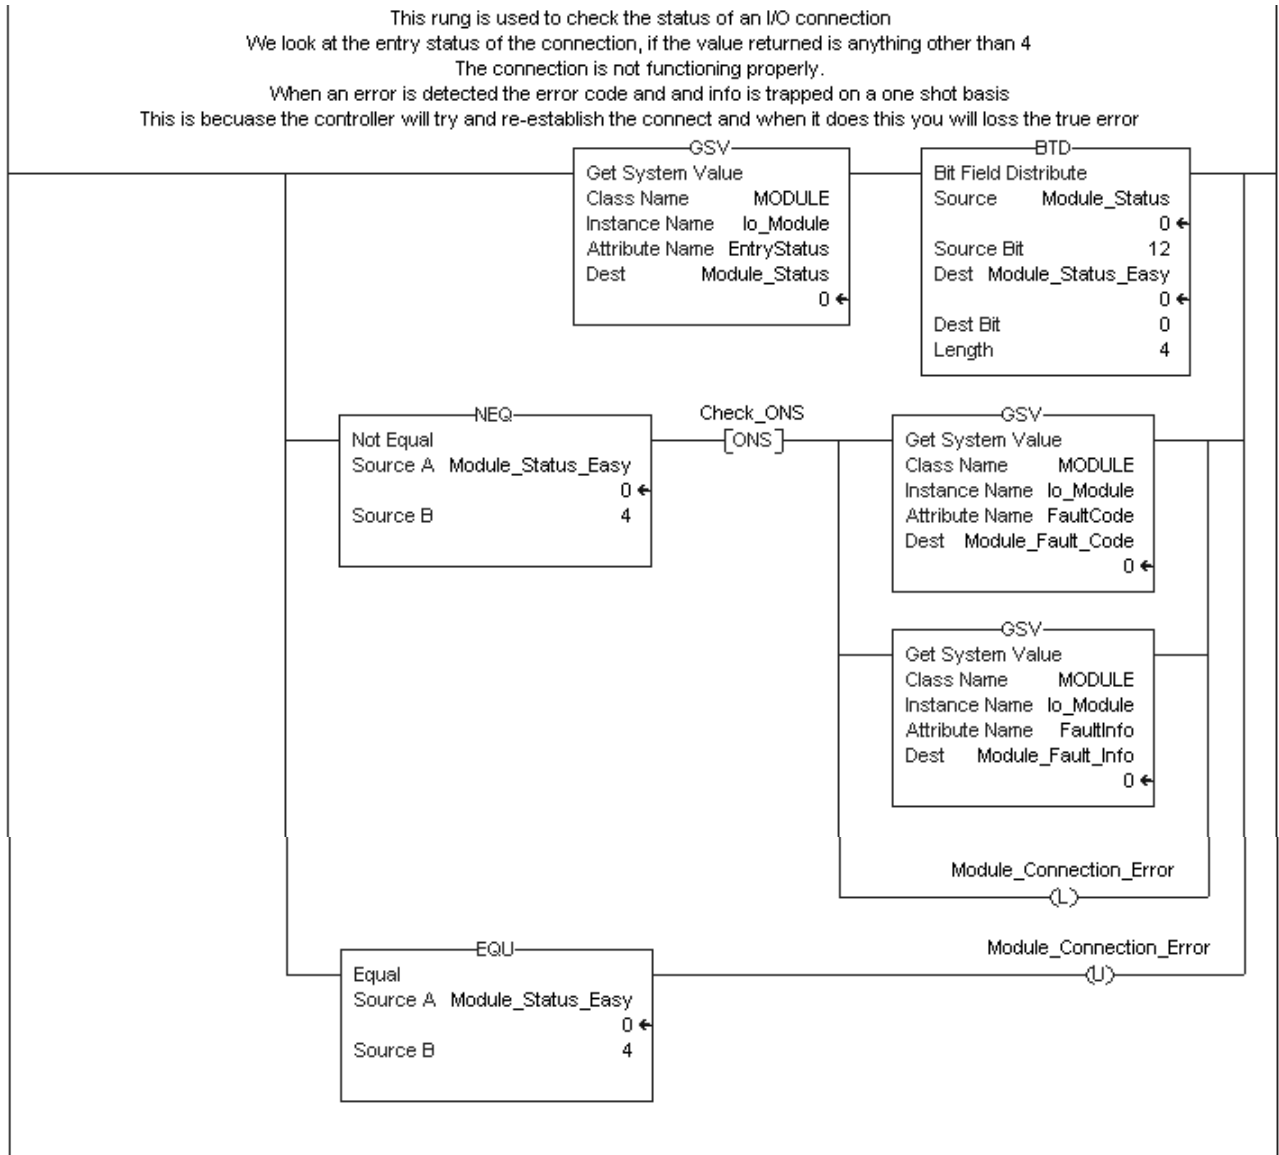 This rung is used to check the status of an I/O connection
We look at the entry status of the connection, if the value returned is anything other than 4
The connection is not functioning properly.
When an error is detected the error code and and info is trapped on a one shot basis
This is becuase the controller will try and re-establish the connect and when it does this you will loss the true error
GSV
Get System Value
Class Name MODULE
Instance Name Io_Module
Attribute Name EntryStatus
Dest Module_Status
0
BTD
Bit Field Distribute
Source Module_Status
0
Source Bit 12
Dest Module_Status_Easy
0
Dest Bit 0
Length 4
NEQ
Not Equal
Source A Module_Status_Easy
0
Source B 4
Check_ONS
ONS
GSV
Get System Value
Class Name MODULE
Instance Name Io_Module
Attribute Name FaultCode
Dest Module_Fault_Code
0
GSV
Get System Value
Class Name MODULE
Instance Name Io_Module
Attribute Name FaultInfo
Dest Module_Fault_Info
0
Module_Connection_Error
L
EQU
Equal
Source A Module_Status_Easy
0
Source B 4
Module_Connection_Error
U